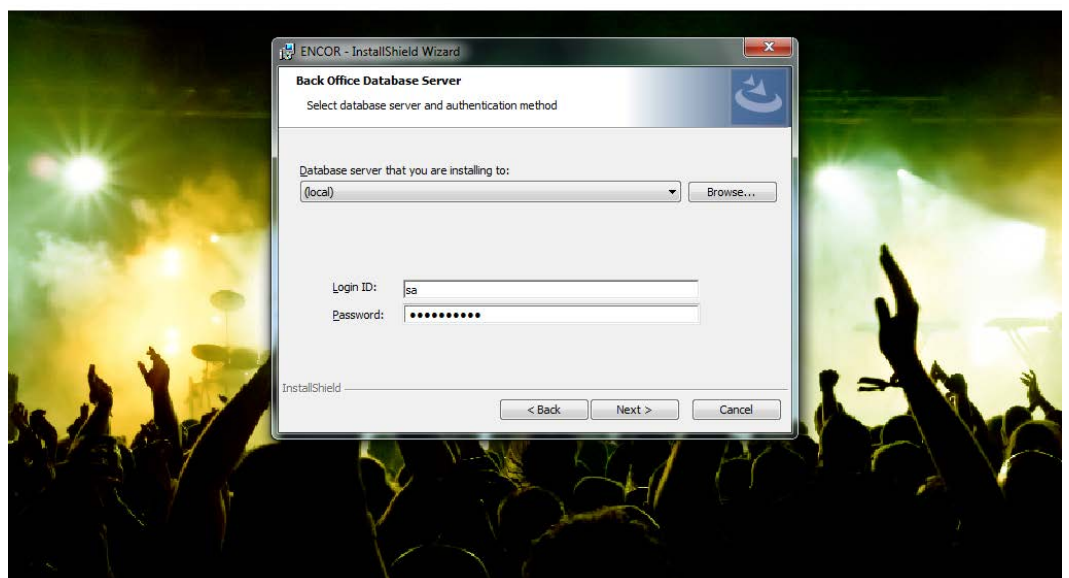 ENCOR - InstallShield Wizard
Back Office Database Server
Select database server and authentication method
Database server that you are installing to:
(local)
Browse...
Login ID:
sa
Password:
••••••••••
InstallShield
< Back
Next >
Cancel